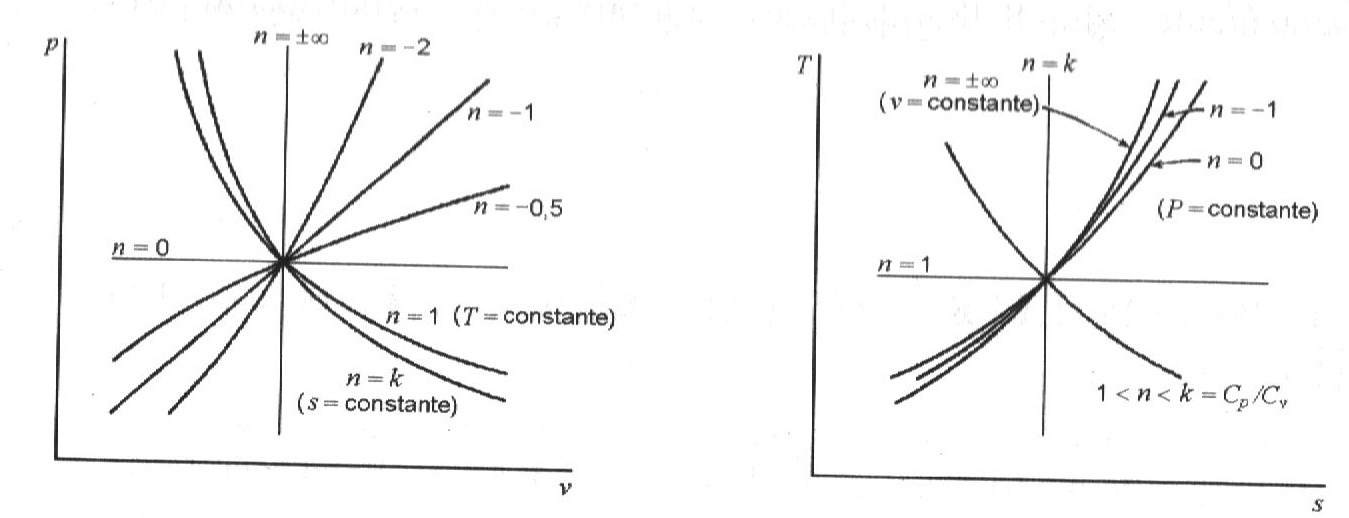 p
n = ±∞
n = −2
n = −1
n = −0,5
n = 0
n = 1 (T = constante)
n = k
(s = constante)
v
T
n = k
n = ±∞
(v = constante)
n = −1
n = 0
(P = constante)
n = 1
1 < n < k = Cp/Cv
s